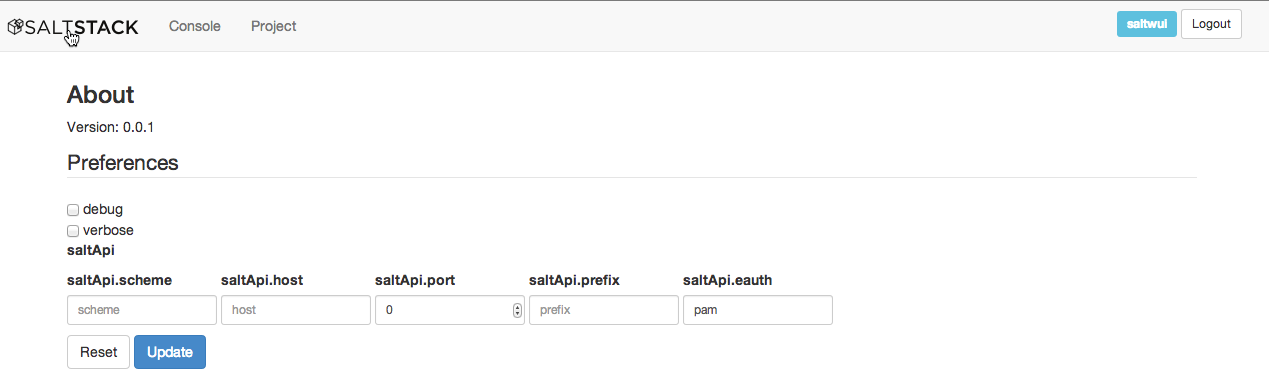 SALTSTACK Console Project saltwui Logout
About
Version: 0.0.1
Preferences
debug
verbose
saltApi
saltApi.scheme saltApi.host saltApi.port saltApi.prefix saltApi.eauth
scheme host 0 prefix pam
Reset Update